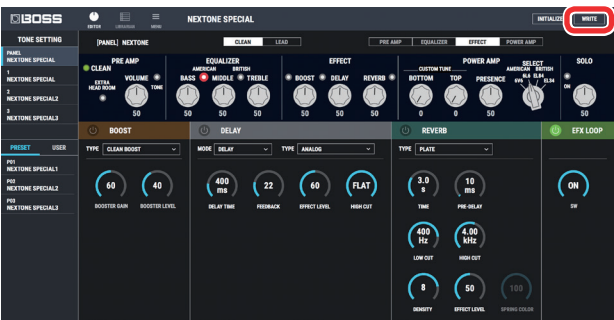 BOSS
EDITOR
LIBRARIAN
MENU
NEXTONE SPECIAL
INITIALIZE
WRITE
TONE SETTING
PANEL
NEXTONE SPECIAL
1
NEXTONE SPECIAL
2
NEXTONE SPECIAL2
3
NEXTONE SPECIAL3
PRESET USER
P01
NEXTONE SPECIAL1
P02
NEXTONE SPECIAL2
P03
NEXTONE SPECIAL3
[PANEL] NEXTONE
CLEAN LEAD
PRE AMP EQUALIZER EFFECT POWER AMP
PRE AMP
CLEAN
EXTRA
HEAD ROOM
VOLUME
TONE
50
EQUALIZER
AMERICAN BRITISH
BASS MIDDLE TREBLE
50 50 50
EFFECT
BOOST DELAY REVERB
50 50 50
POWER AMP
CUSTOM TUNE
BOTTOM TOP PRESENCE
0 0 50
SELECT
AMERICAN BRITISH
6V6 6L6 EL84 EL34
SOLO
ON
50
BOOST
TYPE CLEAN BOOST
60 40
BOOSTER GAIN BOOSTER LEVEL
DELAY
MODE DELAY TYPE ANALOG
400
ms
22 60 FLAT
DELAY TIME FEEDBACK EFFECT LEVEL HIGH CUT
REVERB
TYPE PLATE
3.0
s
10
ms
TIME PRE-DELAY
400
Hz
4.00
kHz
LOW CUT HIGH CUT
8 50 100
DENSITY EFFECT LEVEL SPRING COLOR
EFX LOOP
ON
SW